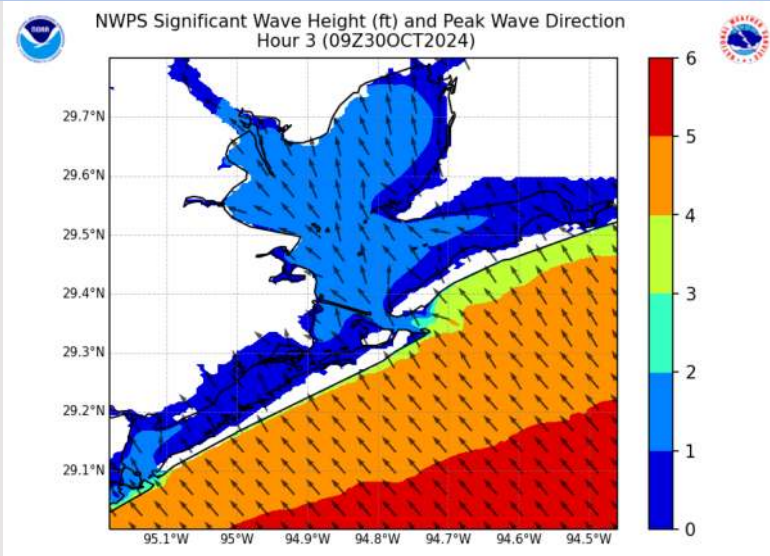 NWPS Significant Wave Height (ft) and Peak Wave Direction
Hour 3 (09Z30OCT2024)
NOAA
6
5
4
3
2
1
0
29.7°N
29.6°N
29.5°N
29.4°N
29.3°N
29.2°N
29.1°N
95.1°W 95°W 94.9°W 94.8°W 94.7°W 94.6°W 94.5°W